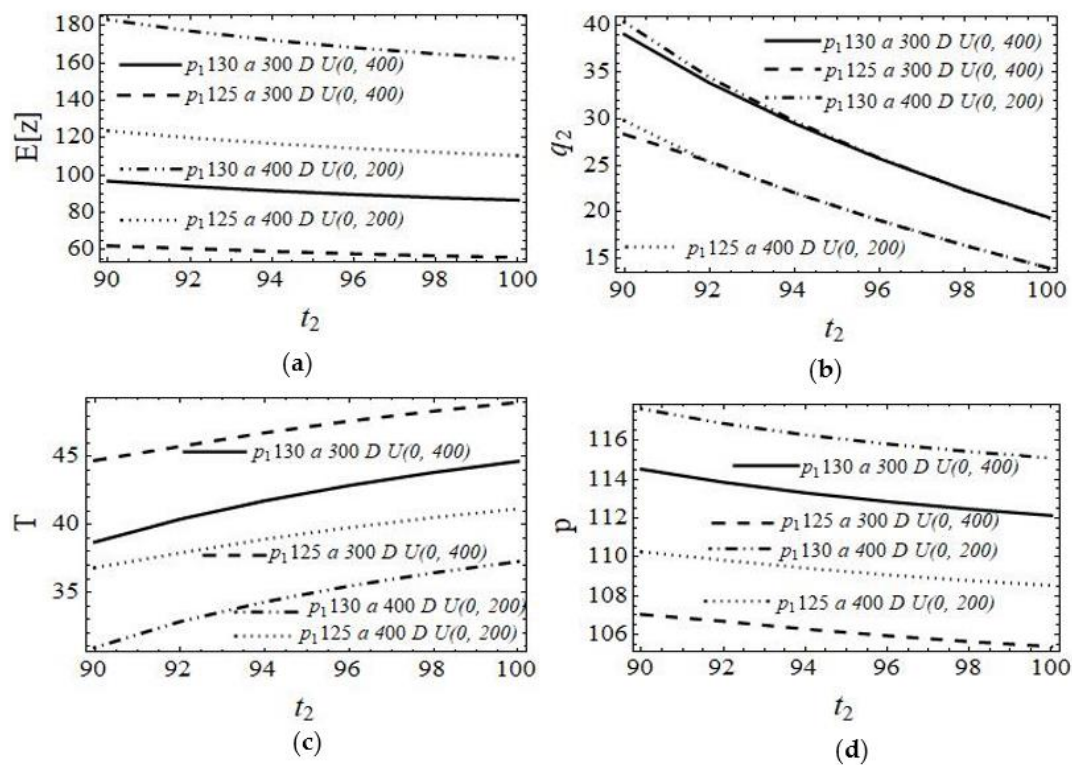 180
160
140
120
100
80
60
E[z]
p₁130 a 300 D U(0, 400)
p₁125 a 300 D U(0, 400)
p₁130 a 400 D U(0, 200)
p₁125 a 400 D U(0, 200)
90 92 94 96 98 100
t₂
(a)
40
35
30
25
20
15
q₂
p₁130 a 300 D U(0, 400)
p₁125 a 300 D U(0, 400)
p₁130 a 400 D U(0, 200)
p₁125 a 400 D U(0, 200)
90 92 94 96 98 100
t₂
(b)
45
40
35
T
p₁130 a 300 D U(0, 400)
p₁125 a 300 D U(0, 400)
p₁130 a 400 D U(0, 200)
p₁125 a 400 D U(0, 200)
90 92 94 96 98 100
t₂
(c)
116
114
112
110
108
106
p
p₁130 a 300 D U(0, 400)
p₁125 a 300 D U(0, 400)
p₁130 a 400 D U(0, 200)
p₁125 a 400 D U(0, 200)
90 92 94 96 98 100
t₂
(d)